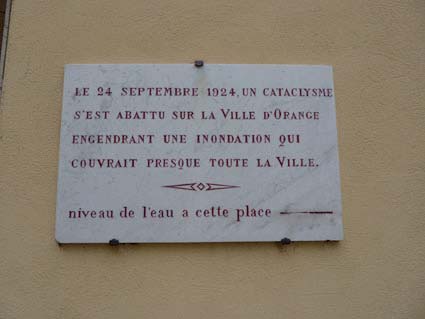 LE 24 SEPTEMBRE 1924, UN CATACLYSME
S'EST ABATTU SUR LA VILLE D'ORANGE
ENGENDRANT UNE INONDATION QUI
COUVRAIT PRESQUE TOUTE LA VILLE.
niveau de l'eau a cette place